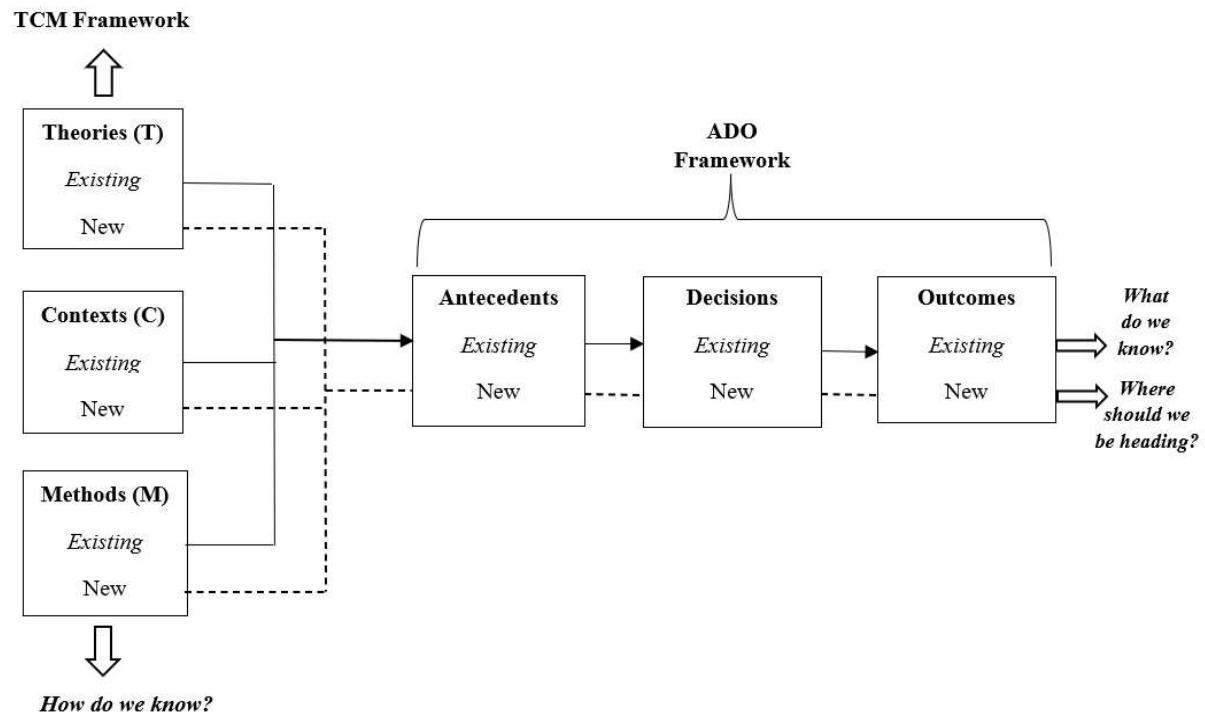 TCM Framework
Theories (T)
Existing
New
Contexts (C)
Existing
New
Methods (M)
Existing
New
How do we know?
ADO
Framework
Antecedents
Existing
New
Decisions
Existing
New
Outcomes
Existing
New
What
do we
know?
Where
should we
be heading?